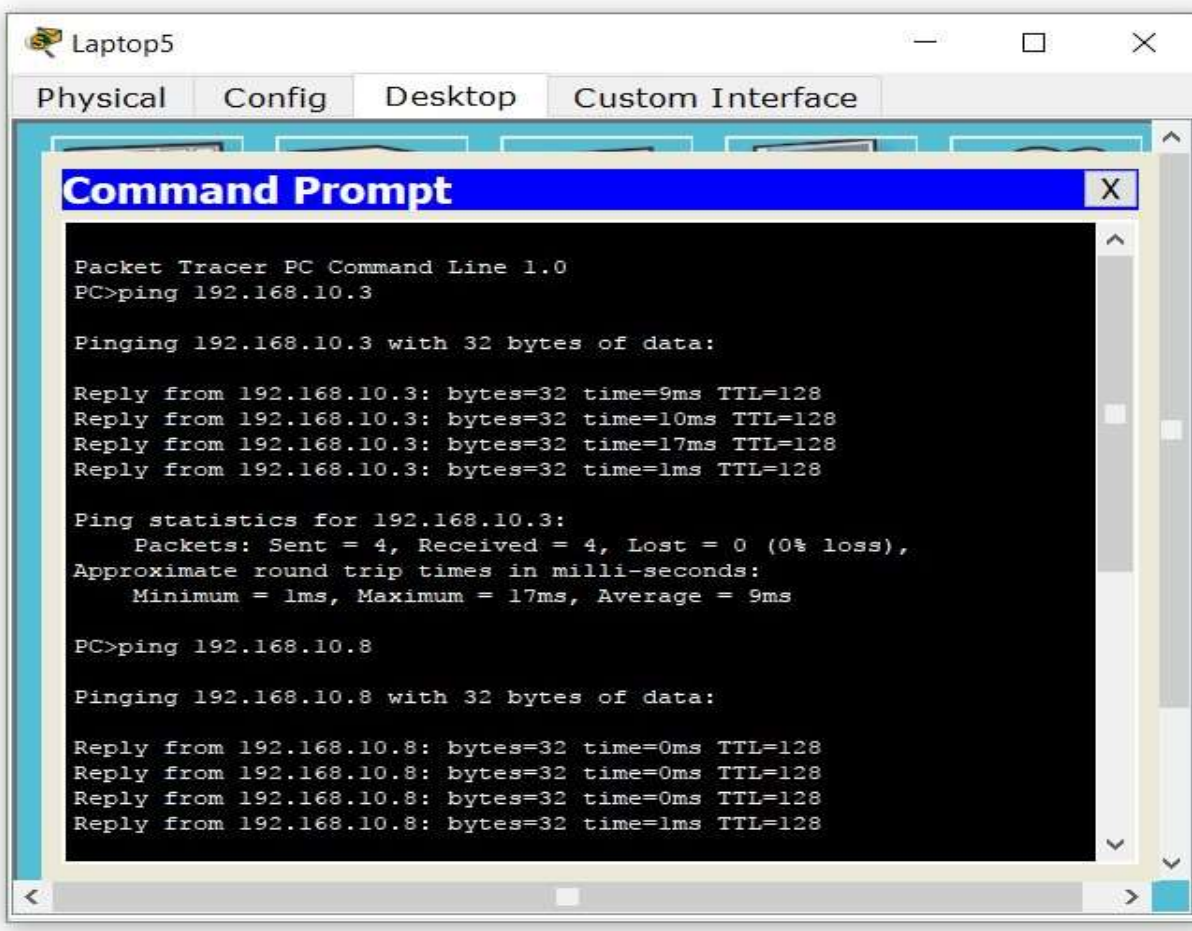 Laptop5
Physical Config Desktop Custom Interface
Command Prompt
X
Packet Tracer PC Command Line 1.0
PC>ping 192.168.10.3
Pinging 192.168.10.3 with 32 bytes of data:
Reply from 192.168.10.3: bytes=32 time=9ms TTL=128
Reply from 192.168.10.3: bytes=32 time=10ms TTL=128
Reply from 192.168.10.3: bytes=32 time=17ms TTL=128
Reply from 192.168.10.3: bytes=32 time=1ms TTL=128
Ping statistics for 192.168.10.3:
Packets: Sent = 4, Received = 4, Lost = 0 (0% loss),
Approximate round trip times in milli-seconds:
Minimum = 1ms, Maximum = 17ms, Average = 9ms
PC>ping 192.168.10.8
Pinging 192.168.10.8 with 32 bytes of data:
Reply from 192.168.10.8: bytes=32 time=0ms TTL=128
Reply from 192.168.10.8: bytes=32 time=0ms TTL=128
Reply from 192.168.10.8: bytes=32 time=0ms TTL=128
Reply from 192.168.10.8: bytes=32 time=1ms TTL=128